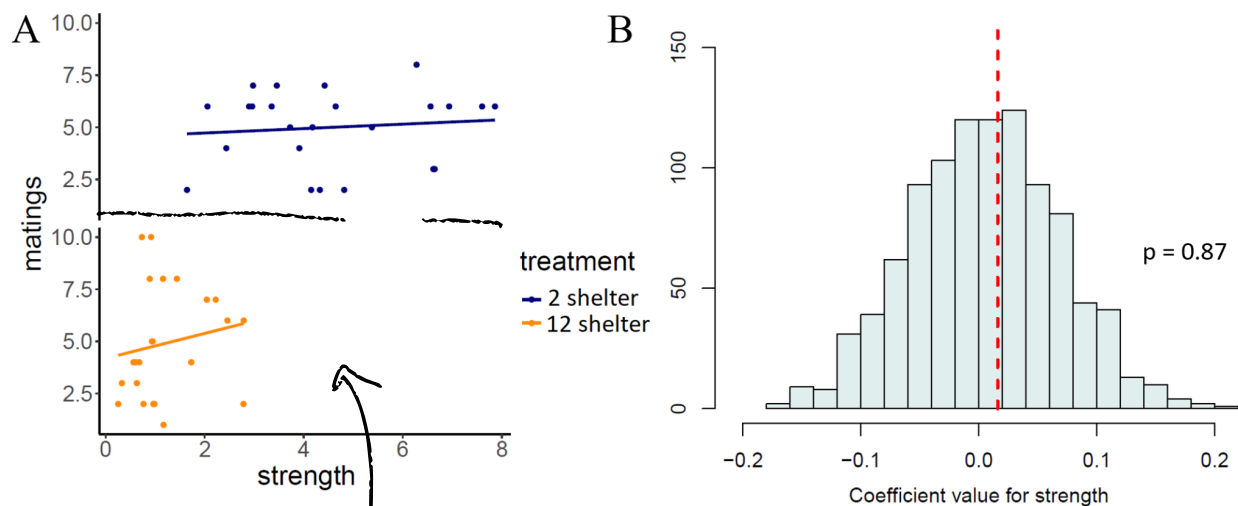 A
10.0
7.5
5.0
2.5
matings
10.0
7.5
5.0
2.5
0 2 4 6 8
strength
treatment
2 shelter
12 shelter
B
150
100
50
0
p = 0.87
−0.2 −0.1 0.0 0.1 0.2
Coefficient value for strength